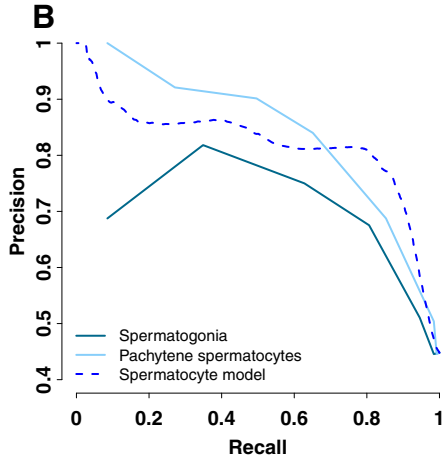 B
1
0.9
0.8
0.7
0.6
0.5
0.4
Precision
Spermatogonia
Pachytene spermatocytes
Spermatocyte model
0 0.2 0.4 0.6 0.8 1
Recall